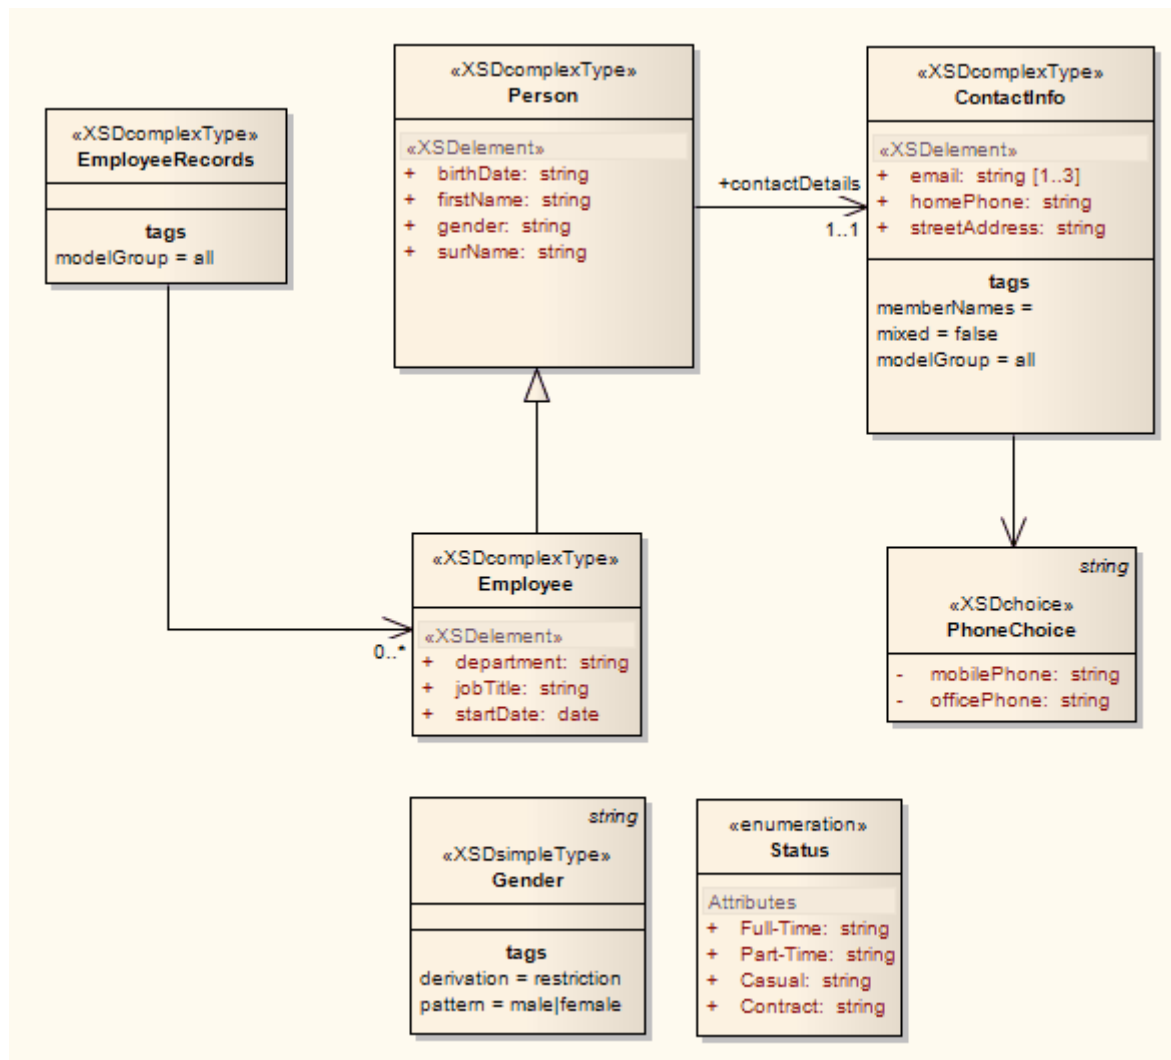 «XSDcomplexType»
EmployeeRecords
tags
modelGroup = all
«XSDcomplexType»
Person
«XSDelement»
+ birthDate: string
+ firstName: string
+ gender: string
+ surName: string
+contactDetails
1..1
«XSDcomplexType»
ContactInfo
«XSDelement»
+ email: string [1..3]
+ homePhone: string
+ streetAddress: string
tags
memberNames =
mixed = false
modelGroup = all
0..*
«XSDcomplexType»
Employee
«XSDelement»
+ department: string
+ jobTitle: string
+ startDate: date
string
«XSDchoice»
PhoneChoice
- mobilePhone: string
- officePhone: string
string
«XSDsimpleType»
Gender
tags
derivation = restriction
pattern = male|female
«enumeration»
Status
Attributes
+ Full-Time: string
+ Part-Time: string
+ Casual: string
+ Contract: string